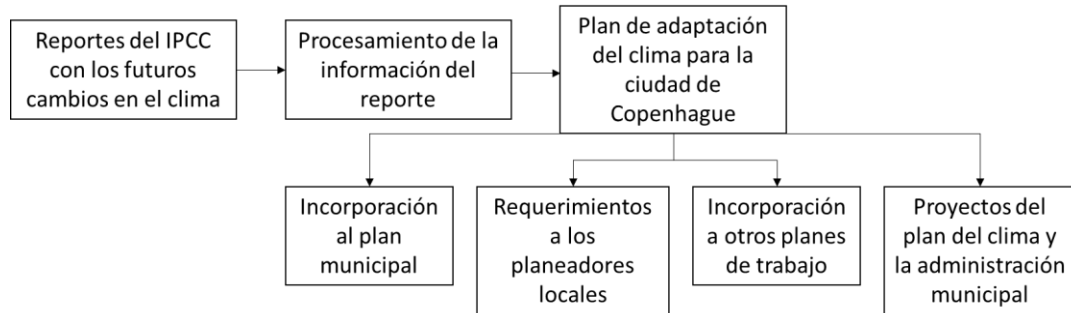 Reportes del IPCC
con los futuros
cambios en el clima
Procesamiento de la
información del
reporte
Plan de adaptación
del clima para la
ciudad de
Copenhague
Incorporación
al plan
municipal
Requerimientos
a los
planeadores
locales
Incorporación
a otros planes
de trabajo
Proyectos del
plan del clima y
la administración
municipal